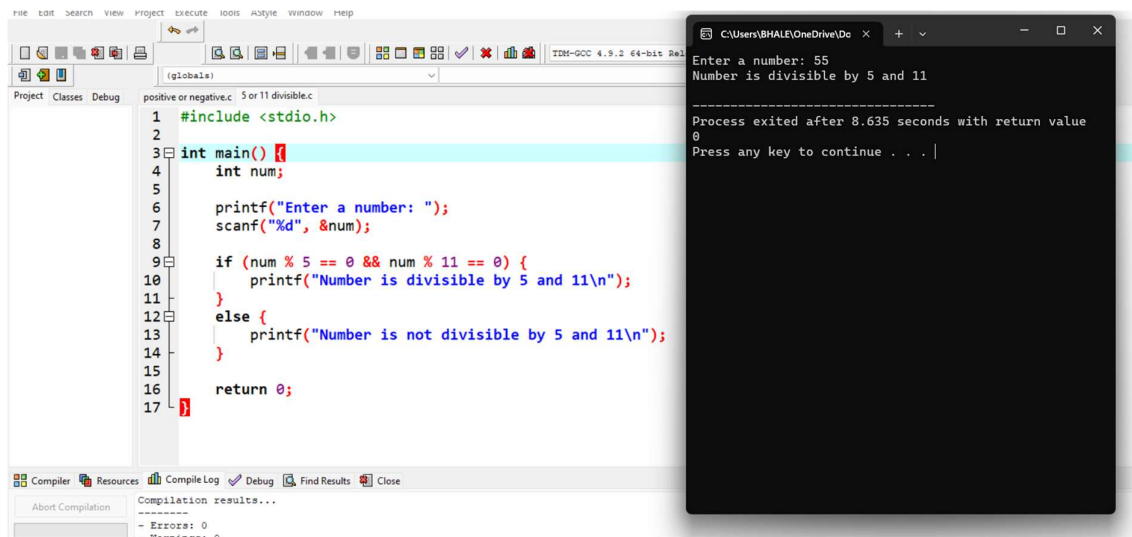 File Edit Search View Project Execute Tools AStyle Window Help
TDM-GCC 4.9.2 64-bit Rel
(globals)
Project Classes Debug
positive or negative.c 5 or 11 divisible.c
1 #include <stdio.h>
2
3 int main() {
4 int num;
5
6 printf("Enter a number: ");
7 scanf("%d", &num);
8
9 if (num % 5 == 0 && num % 11 == 0) {
10 printf("Number is divisible by 5 and 11\n");
11 }
12 else {
13 printf("Number is not divisible by 5 and 11\n");
14 }
15
16 return 0;
17 }
C:\Users\BHALE\OneDrive\Do
Enter a number: 55
Number is divisible by 5 and 11
--------------------------------
Process exited after 8.635 seconds with return value
0
Press any key to continue . . .
Compiler Resources Compile Log Debug Find Results Close
Abort Compilation
Compilation results...
--------
- Errors: 0
- Warnings: 0